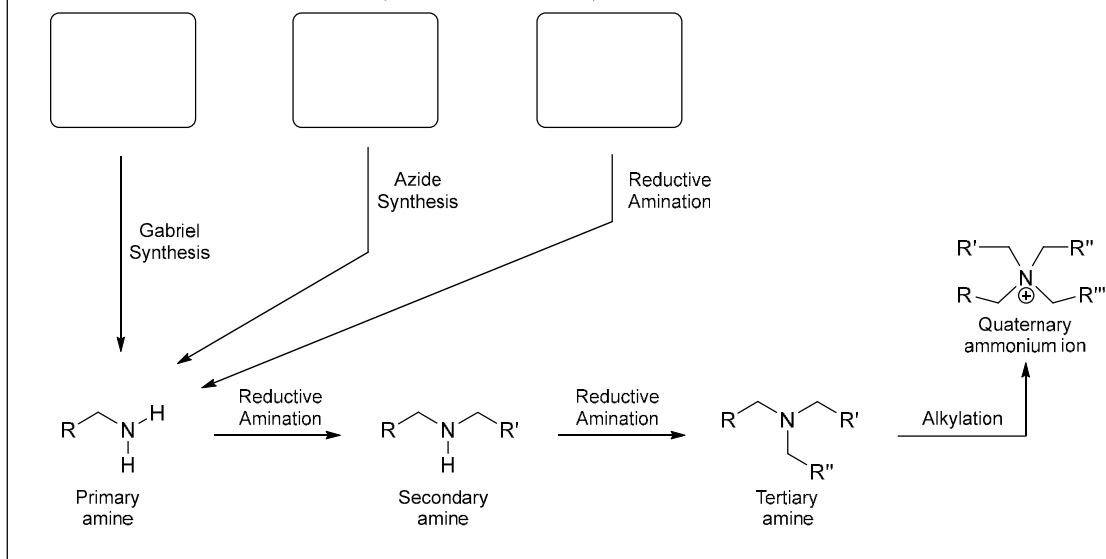 Azide
Synthesis
Reductive
Amination
Gabriel
Synthesis
R'
R"
N
⊕
R
R'"
Quaternary
ammonium ion
R
N
H
H
Primary
amine
Reductive
Amination
R
N
H
R'
Secondary
amine
Reductive
Amination
R
N
R'
R"
Tertiary
amine
Alkylation